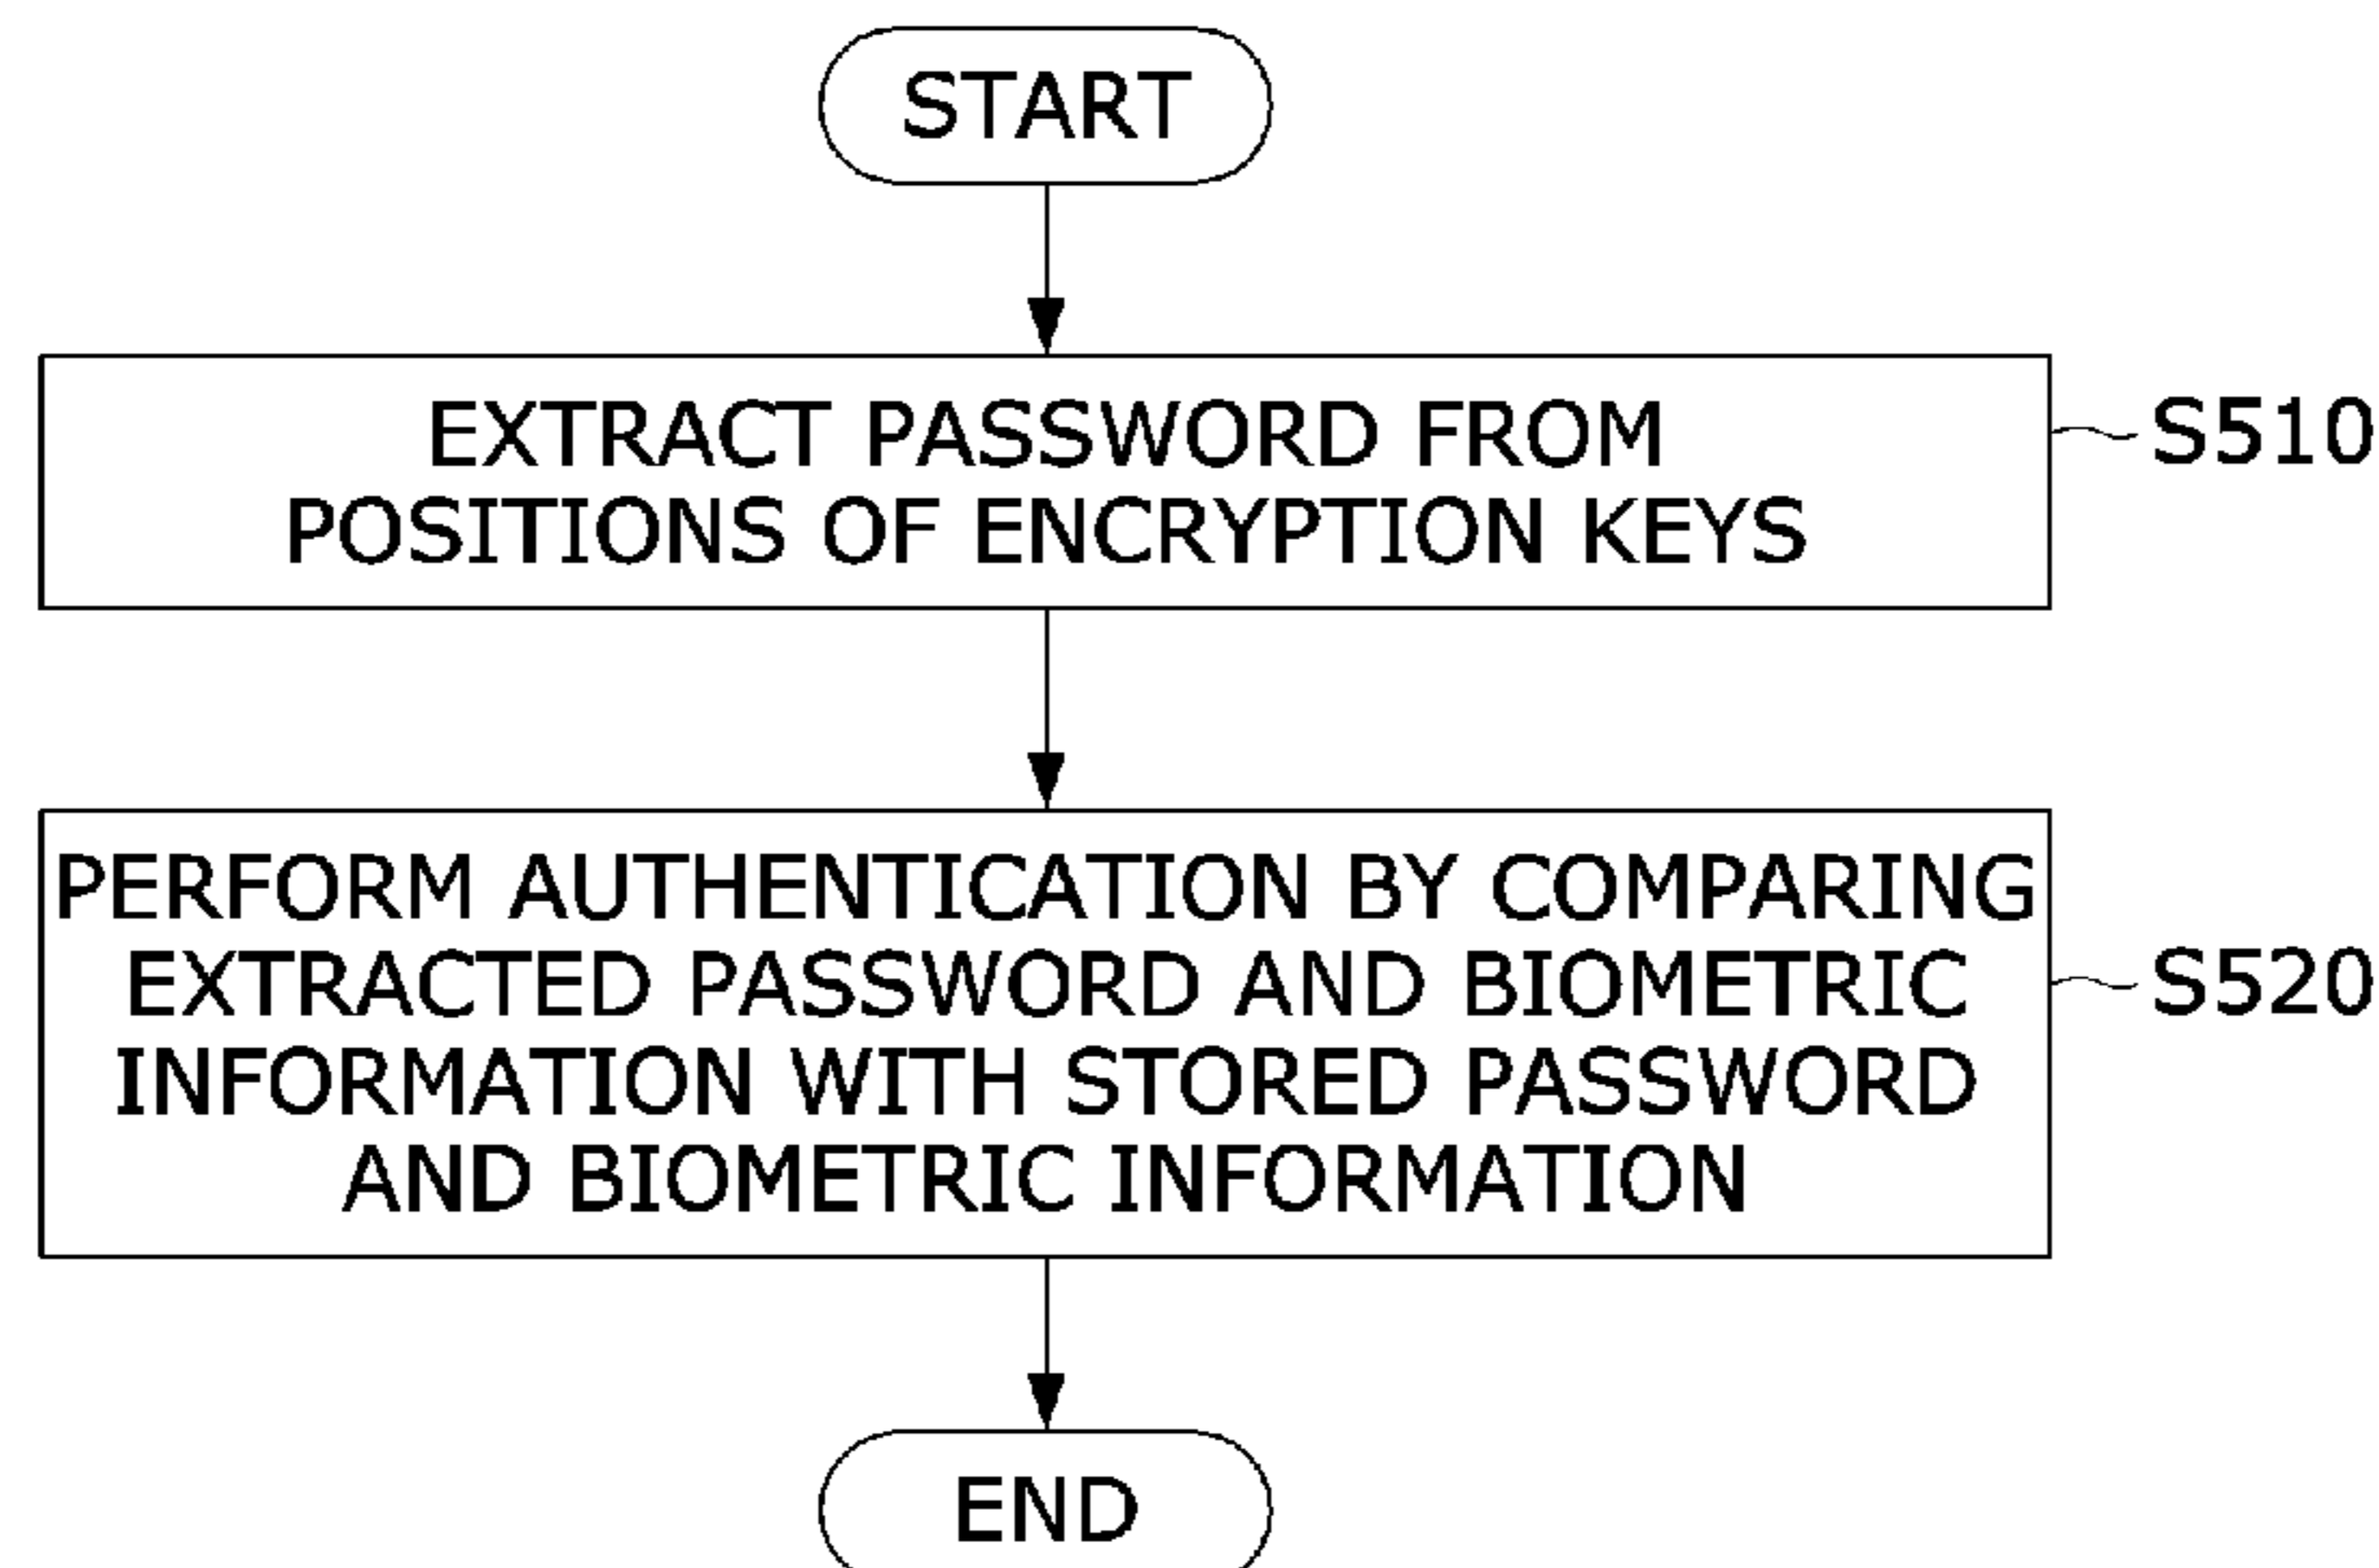 START
EXTRACT PASSWORD FROM
POSITIONS OF ENCRYPTION KEYS
S510
PERFORM AUTHENTICATION BY COMPARING
EXTRACTED PASSWORD AND BIOMETRIC
INFORMATION WITH STORED PASSWORD
AND BIOMETRIC INFORMATION
S520
END